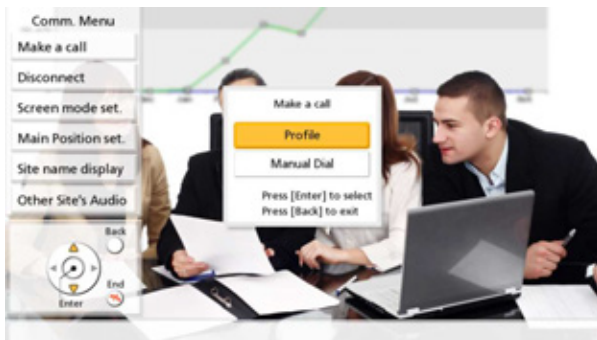 Comm. Menu
Make a call
Disconnect
Screen mode set.
Main Position set.
Site name display
Other Site's Audio
Back
End
Enter
Make a call
Profile
Manual Dial
Press [Enter] to select
Press [Back] to exit